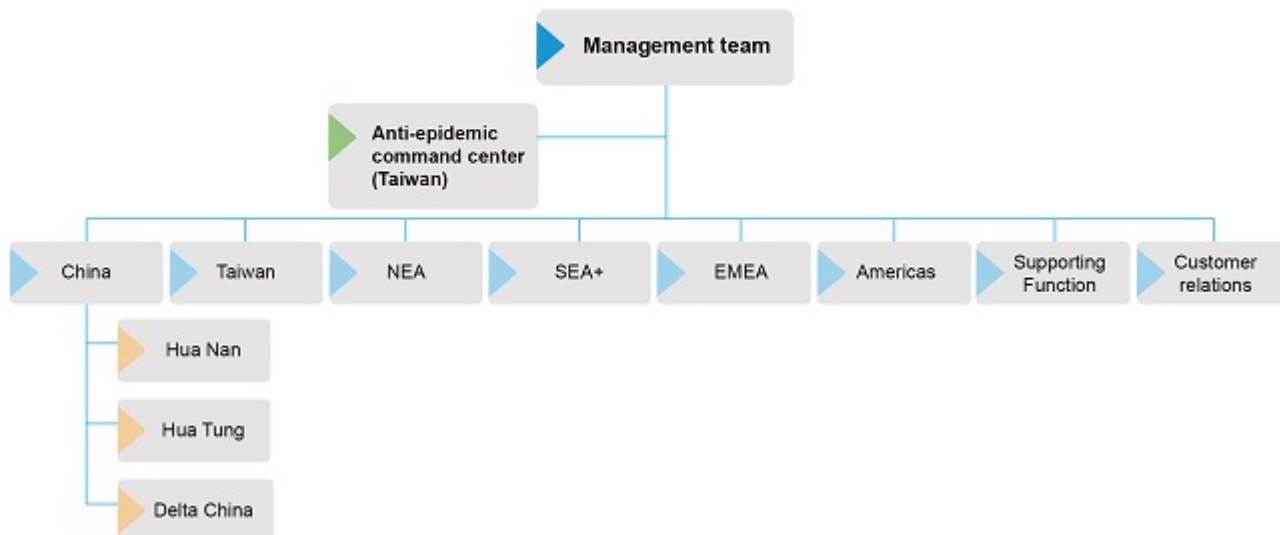 Management team
Anti-epidemic
command center
(Taiwan)
China
Taiwan
NEA
SEA+
EMEA
Americas
Supporting
Function
Customer
relations
Hua Nan
Hua Tung
Delta China